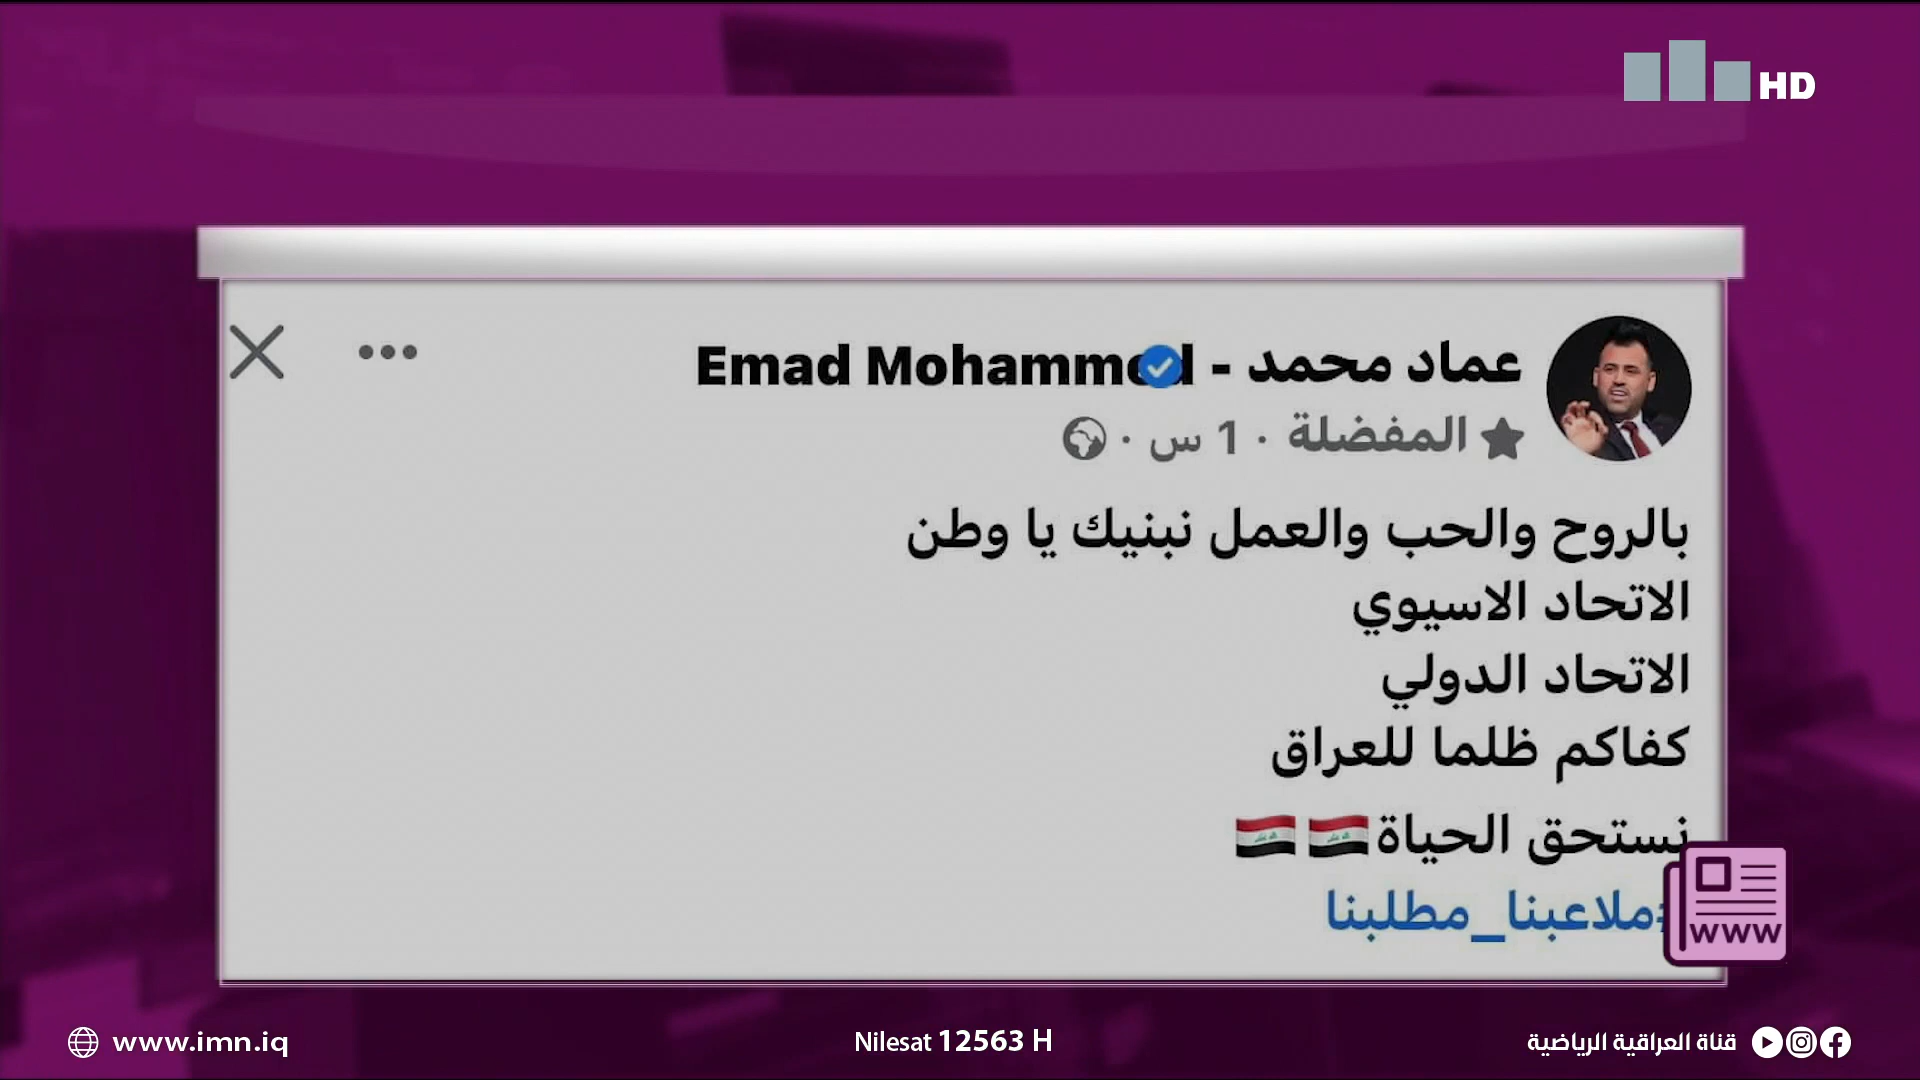 HD
عماد محمد - Emad Mohammed
المفضلة · 1 س ·
بالروح والحب والعمل نبنيك يا وطن
الاتحاد الاسيوي
الاتحاد الدولي
كفاكم ظلما للعراق
نستحق الحياة
#ملاعبنا_مطلبنا
www
www.imn.iq
Nilesat 12563 H
قناة العراقية الرياضية